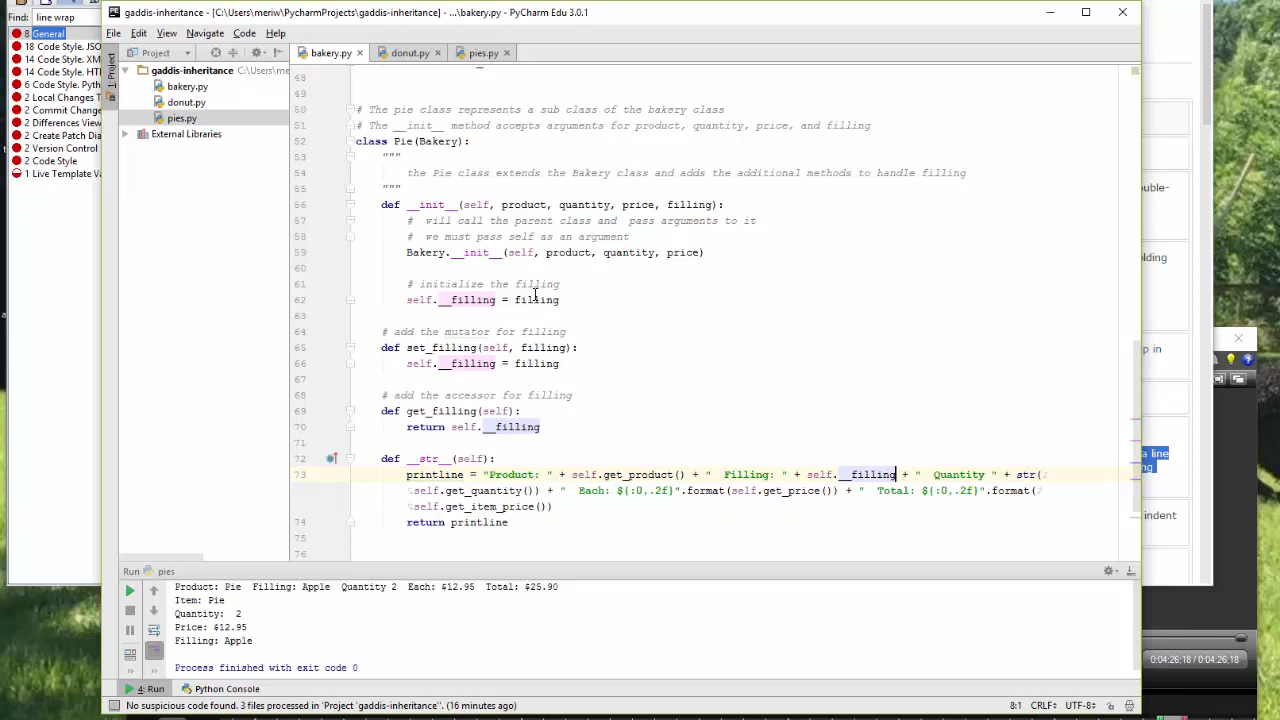 gaddis-inheritance - [C:\Users\meriw\PycharmProjects\gaddis-inheritance] - ...\bakery.py - PyCharm Edu 3.0.1
Find: line wrap
File Edit View Navigate Code Help
8 General
18 Code Style. JSO
14 Code Style. XM
14 Code Style. HT
6 Code Style. Pyth
2 Local Changes T
2 Commit Change
2 Differences View
2 Create Patch Dia
2 Version Control
2 Code Style
1 Live Template Va
1: Project
Project
gaddis-inheritance C:\Users\me
bakery.py
donut.py
pies.py
External Libraries
bakery.py donut.py pies.py
48
49
50 # The pie class represents a sub class of the bakery class
51 # The __init__ method accepts arguments for product, quantity, price, and filling
52 class Pie(Bakery):
53 """
54 the Pie class extends the Bakery class and adds the additional methods to handle filling
55 """
56 def __init__(self, product, quantity, price, filling):
57 # will call the parent class and pass arguments to it
58 # we must pass self as an argument
59 Bakery.__init__(self, product, quantity, price)
60
61 # initialize the filling
62 self.__filling = filling
63
64 # add the mutator for filling
65 def set_filling(self, filling):
66 self.__filling = filling
67
68 # add the accessor for filling
69 def get_filling(self):
70 return self.__filling
71
72 def __str__(self):
73 printline = "Product: " + self.get_product() + "  Filling: " + self.__filling + "  Quantity " + str(
self.get_quantity()) + "  Each: ${:0,.2f}".format(self.get_price()) + "  Total: ${:0,.2f}".format(
self.get_item_price())
74 return printline
75
76
Run pies
Product: Pie  Filling: Apple  Quantity 2  Each: $12.95  Total: $25.90
Item: Pie
Quantity:  2
Price: $12.95
Filling: Apple
Process finished with exit code 0
4: Run Python Console
No suspicious code found. 3 files processed in 'Project 'gaddis-inheritance'. (16 minutes ago)
8:1 CRLF UTF-8
ouble-
olding
p in
a line
ng
indent
0:04:26;18 / 0:04:26;18